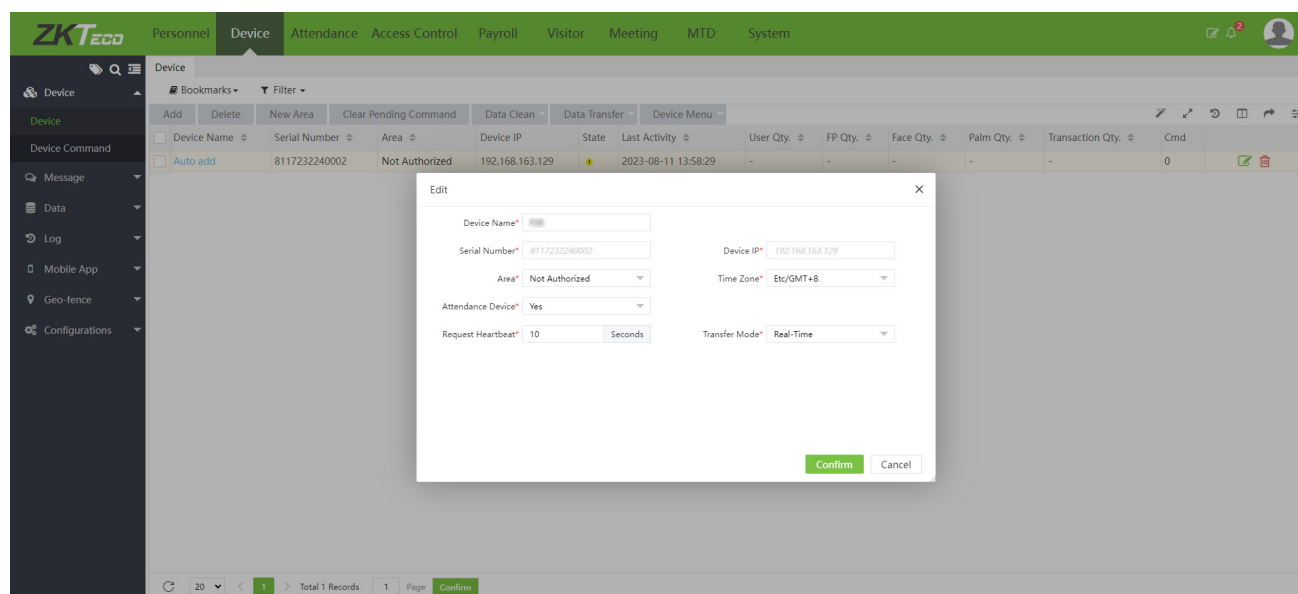 ZKTECO Personnel Device Attendance Access Control Payroll Visitor Meeting MTD System 2
Device
Device
Bookmarks Filter
Device
Add Delete New Area Clear Pending Command Data Clean Data Transfer Device Menu
Device Name Serial Number Area Device IP State Last Activity User Qty. FP Qty. Face Qty. Palm Qty. Transaction Qty. Cmd
Device Command
Auto add 8117232240002 Not Authorized 192.168.163.129 2023-08-11 13:58:29 - - - - - 0
Message
Data
Log
Mobile App
Geo-fence
Configurations
Edit
Device Name*
Serial Number* 8117232240002 Device IP* 192.168.163.129
Area* Not Authorized Time Zone* Etc/GMT+8
Attendance Device* Yes
Request Heartbeat* 10 Seconds Transfer Mode* Real-Time
Confirm Cancel
20 < 1 > Total 1 Records 1 Page Confirm